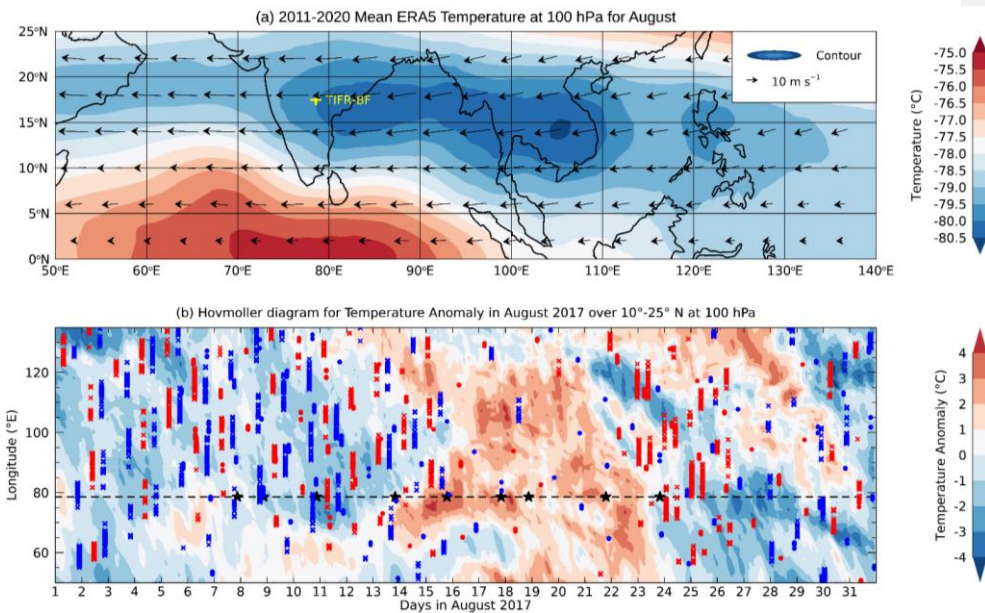 (a) 2011-2020 Mean ERA5 Temperature at 100 hPa for August
25°N
20°N
15°N
10°N
5°N
0°N
50°E 60°E 70°E 80°E 90°E 100°E 110°E 120°E 130°E 140°E
TIFR-BF
Contour
10 m s⁻¹
-75.0
-75.5
-76.0
-76.5
-77.0
-77.5
-78.0
-78.5
-79.0
-79.5
-80.0
-80.5
Temperature (°C)
(b) Hovmoller diagram for Temperature Anomaly in August 2017 over 10°-25° N at 100 hPa
Longitude (°E)
120
100
80
60
1 2 3 4 5 6 7 8 9 10 11 12 13 14 15 16 17 18 19 20 21 22 23 24 25 26 27 28 29 30 31
Days in August 2017
4
3
2
1
0
-1
-2
-3
-4
Temperature Anomaly (°C)